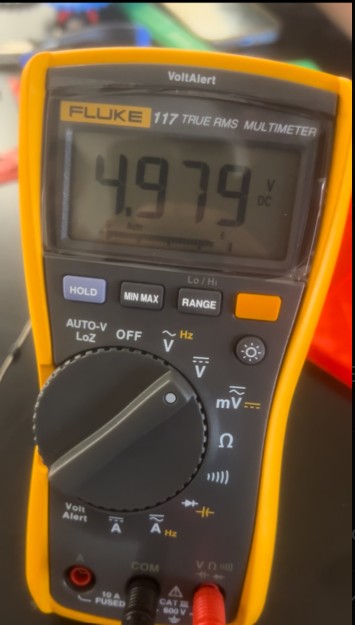 VoltAlert
FLUKE 117 TRUE RMS MULTIMETER
4.979 V DC
Lo / Hi
HOLD MIN MAX RANGE
AUTO-V LoZ OFF V Hz
V
mV
Ω
Volt Alert A A Hz
A COM V Ω
10 A FUSED CAT III 600 V